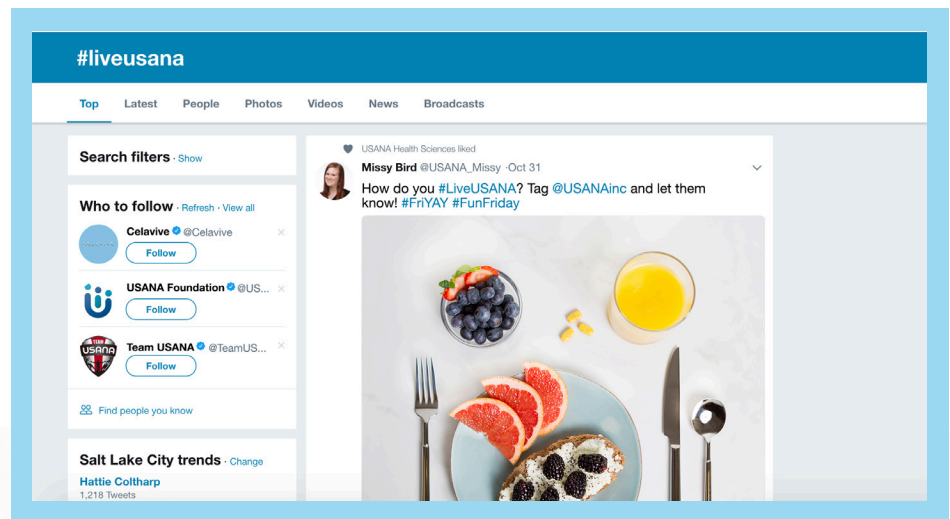 #liveusana
Top Latest People Photos Videos News Broadcasts
Search filters · Show
Who to follow · Refresh · View all
Celavive @Celavive
Follow
USANA Foundation @US...
Follow
Team USANA @TeamUS...
Follow
Find people you know
Salt Lake City trends · Change
Hattie Coltharp
1,218 Tweets
USANA Health Sciences liked
Missy Bird @USANA_Missy ·Oct 31
How do you #LiveUSANA? Tag @USANAinc and let them
know! #FriYAY #FunFriday
TEAM
USANA